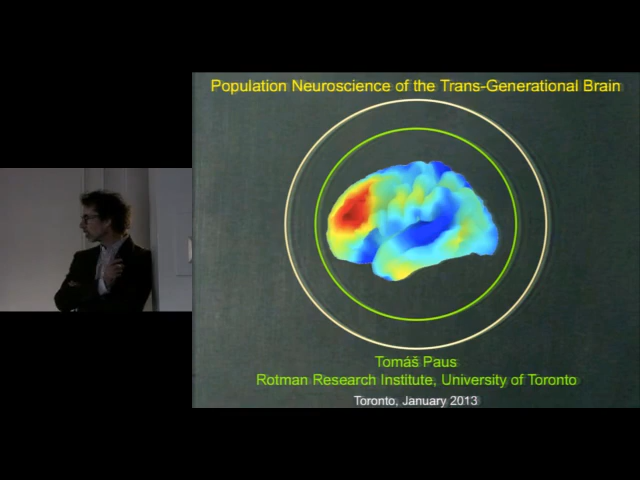 Population Neuroscience of the Trans-Generational Brain
Tomáš Paus
Rotman Research Institute, University of Toronto
Toronto, January 2013